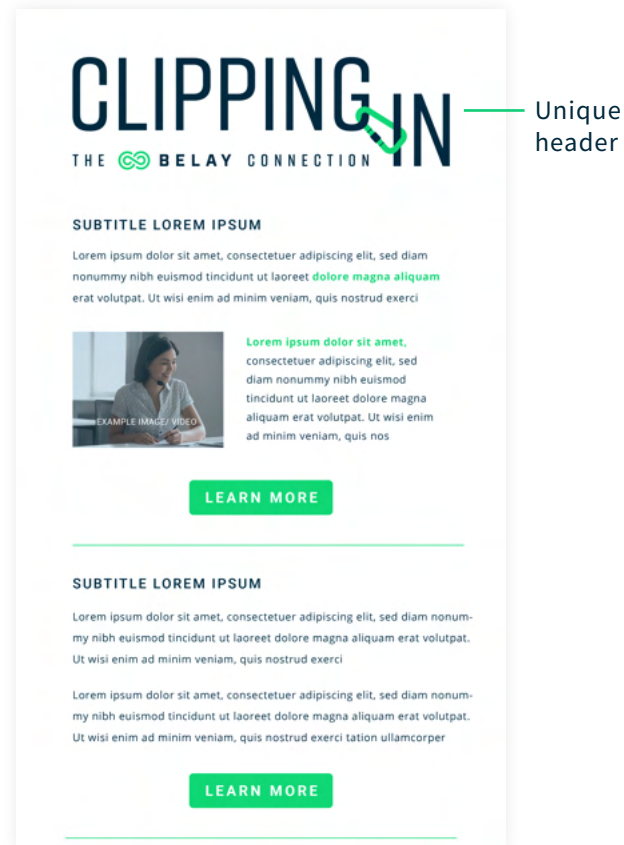 CLIPPING IN
THE BELAY CONNECTION
Unique
header
SUBTITLE LOREM IPSUM
Lorem ipsum dolor sit amet, consectetuer adipiscing elit, sed diam
nonummy nibh euismod tincidunt ut laoreet dolore magna aliquam
erat volutpat. Ut wisi enim ad minim veniam, quis nostrud exerci
EXAMPLE IMAGE/ VIDEO
Lorem ipsum dolor sit amet,
consectetuer adipiscing elit, sed
diam nonummy nibh euismod
tincidunt ut laoreet dolore magna
aliquam erat volutpat. Ut wisi enim
ad minim veniam, quis nos
LEARN MORE
SUBTITLE LOREM IPSUM
Lorem ipsum dolor sit amet, consectetuer adipiscing elit, sed diam nonum-
my nibh euismod tincidunt ut laoreet dolore magna aliquam erat volutpat.
Ut wisi enim ad minim veniam, quis nostrud exerci
Lorem ipsum dolor sit amet, consectetuer adipiscing elit, sed diam nonum-
my nibh euismod tincidunt ut laoreet dolore magna aliquam erat volutpat.
Ut wisi enim ad minim veniam, quis nostrud exerci tation ullamcorper
LEARN MORE